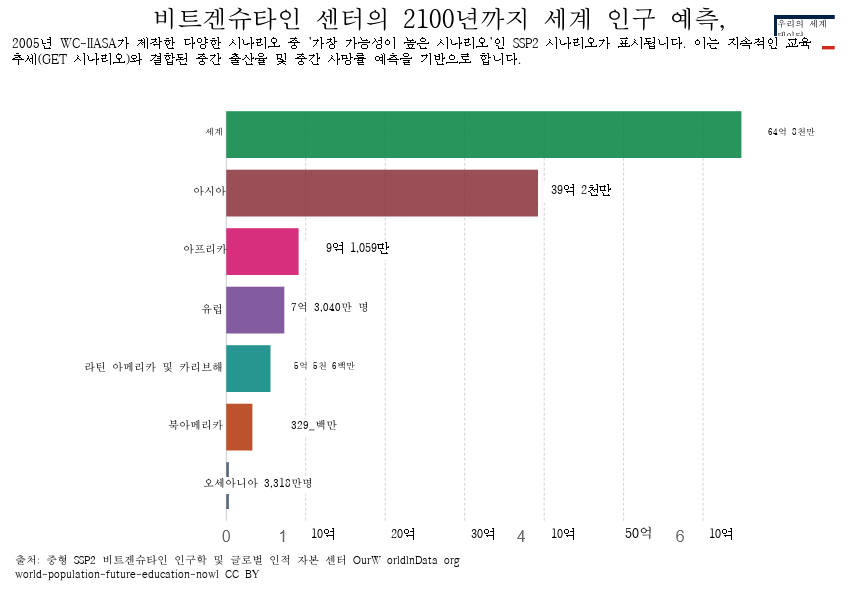 비트겐슈타인 센터의 2100년까지 세계 인구 예측,
우리의 세계
2005년 WC-IIASA가 제작한 다양한 시나리오 중 '가장 가능성이 높은 시나리오'인 SSP2 시나리오가 표시됩니다. 이는 지속적인 교육
추세(GET 시나리오)와 결합된 중간 출산율 및 중간 사망률 예측을 기반으로 합니다.
세계 64억 8천만
아시아 39억 2천만
아프리카 9억 1,059만
유럽 7억 3,040만 명
라틴 아메리카 및 카리브해 5억 5천 6백만
북아메리카 329_백만
오세아니아 3,318만명
0 1 10억 20억 30억 4 10억 50억 6 10억
출처: 중형 SSP2 비트겐슈타인 인구학 및 글로벌 인적 자본 센터 OurW orldInData org
world-population-future-education-nowl CC BY